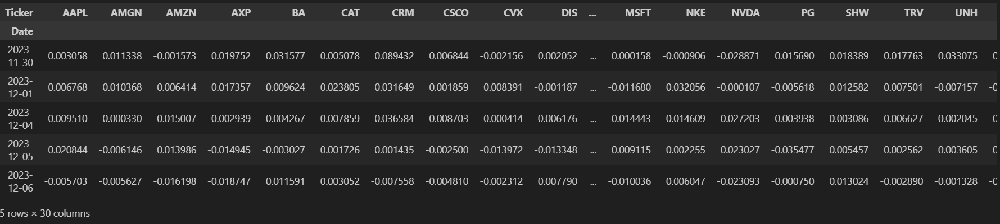 Ticker AAPL AMGN AMZN AXP BA CAT CRM CSCO CVX DIS ... MSFT NKE NVDA PG SHW TRV UNH
Date
2023-11-30 0.003058 0.011338 -0.001573 0.019752 0.031577 0.005078 0.089432 0.006844 -0.002156 0.002052 ... 0.000158 -0.000906 -0.028871 0.015690 0.018389 0.017763 0.033075
2023-12-01 0.006768 0.010368 0.006414 0.017357 0.009624 0.023805 0.031649 0.001859 0.008391 -0.001187 ... -0.011680 0.032056 -0.000107 -0.005618 0.012582 0.007501 -0.007157
2023-12-04 -0.009510 0.000330 -0.015007 -0.002939 0.004267 -0.007859 -0.036584 -0.008703 0.000414 -0.006176 ... -0.014443 0.014609 -0.027203 -0.003938 -0.003086 0.006627 0.002045
2023-12-05 0.020844 -0.006146 0.013986 -0.014945 -0.003027 0.001726 0.001435 -0.002500 -0.013972 -0.013348 ... 0.009115 0.002255 0.023027 -0.035477 0.005457 0.002562 0.003605
2023-12-06 -0.005703 -0.005627 -0.016198 -0.018747 0.011591 0.003052 -0.007558 -0.004810 -0.002312 0.007790 ... -0.010036 0.006047 -0.023093 -0.000750 0.013024 -0.002890 -0.001328
5 rows × 30 columns